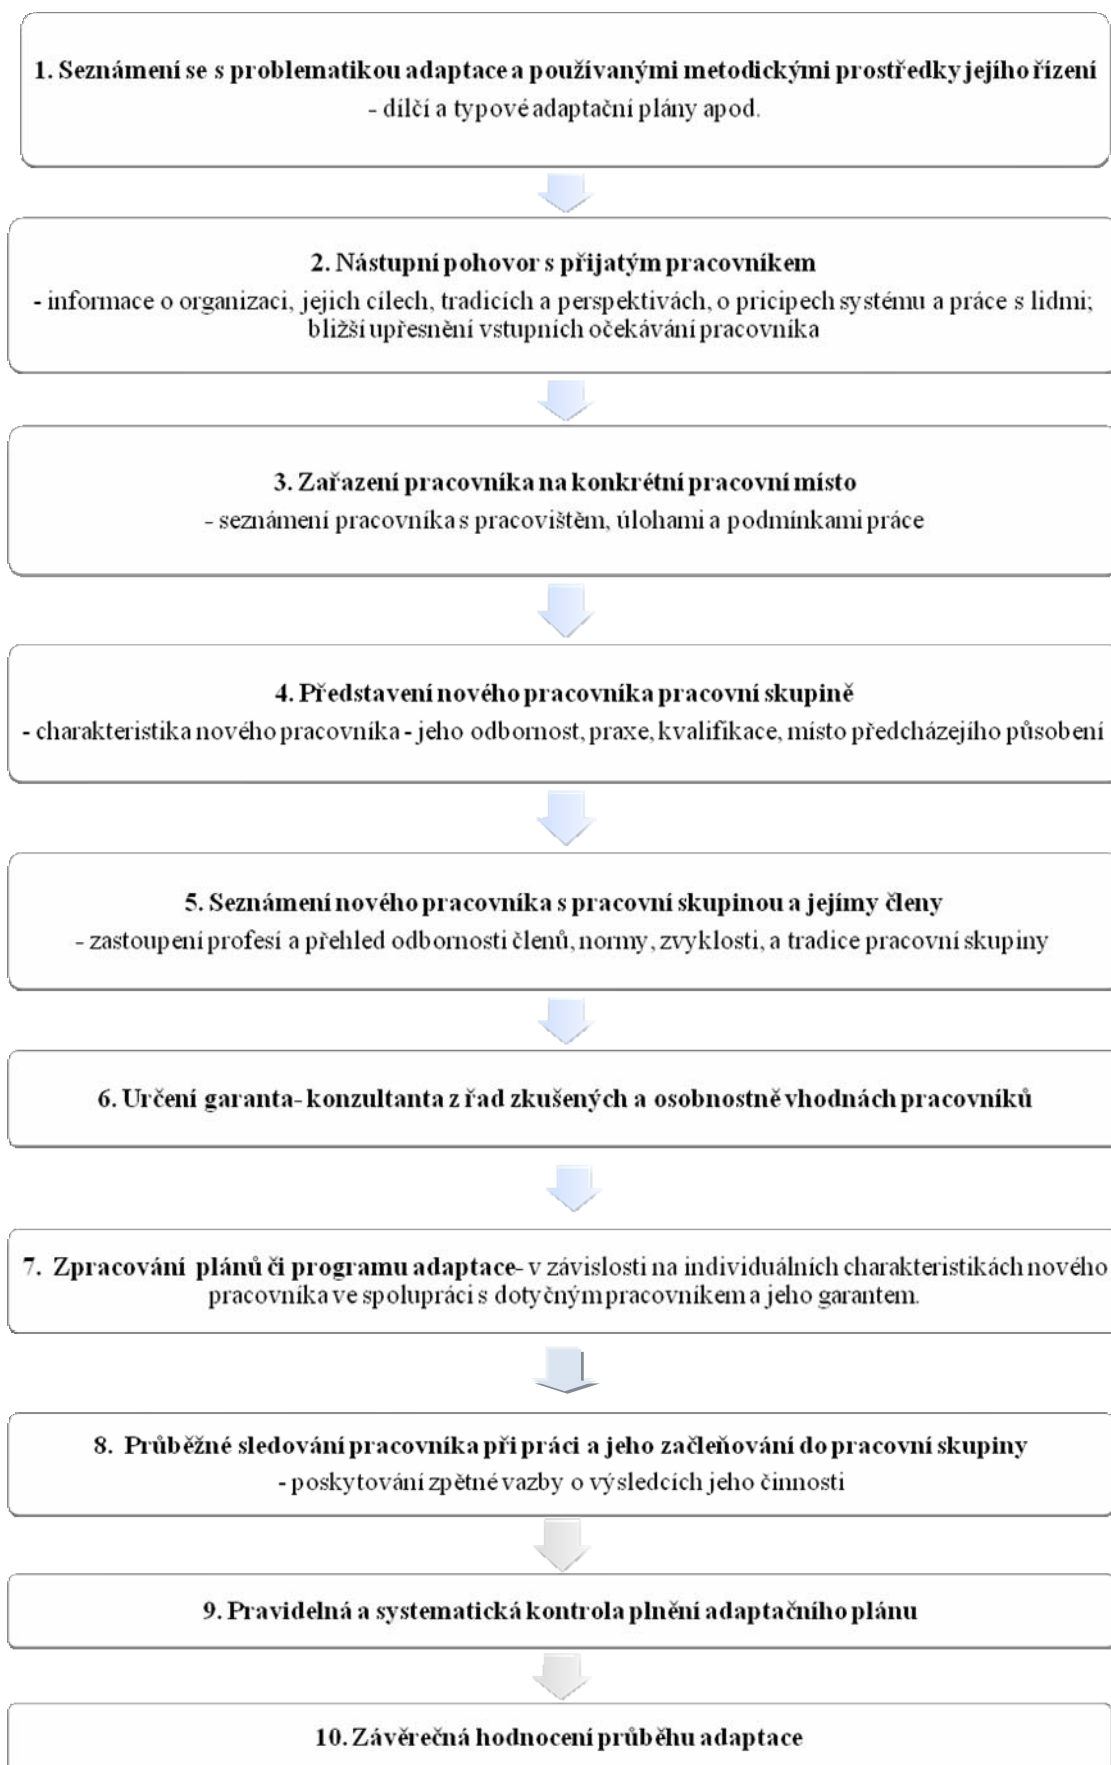 1. Seznámení se s problematikou adaptace a používanými metodickými prostředky jejího řízení
- dílčí a typové adaptační plány apod.
2. Nástupní pohovor s přijatým pracovníkem
- informace o organizaci, jejich cílech, tradicích a perspektivách, o pricipech systému a práce s lidmi;
bližší upřesnění vstupních očekávání pracovníka
3. Zařazení pracovníka na konkrétní pracovní místo
- seznámení pracovníka s pracovištěm, úlohami a podmínkami práce
4. Představení nového pracovníka pracovní skupině
- charakteristika nového pracovníka - jeho odbornost, praxe, kvalifikace, místo předcházejího působení
5. Seznámení nového pracovníka s pracovní skupinou a jejímy členy
- zastoupení profesí a přehled odbornosti členů, normy, zvyklosti, a tradice pracovní skupiny
6. Určení garanta- konzultanta z řad zkušených a osobnostně vhodnách pracovníků
7. Zpracování plánů či programu adaptace- v závislosti na individuálních charakteristikách nového
pracovníka ve spolupráci s dotyčným pracovníkem a jeho garantem.
8. Průběžné sledování pracovníka při práci a jeho začleňování do pracovní skupiny
- poskytování zpětné vazby o výsledcích jeho činnosti
9. Pravidelná a systematická kontrola plnění adaptačního plánu
10. Závěrečná hodnocení průběhu adaptace